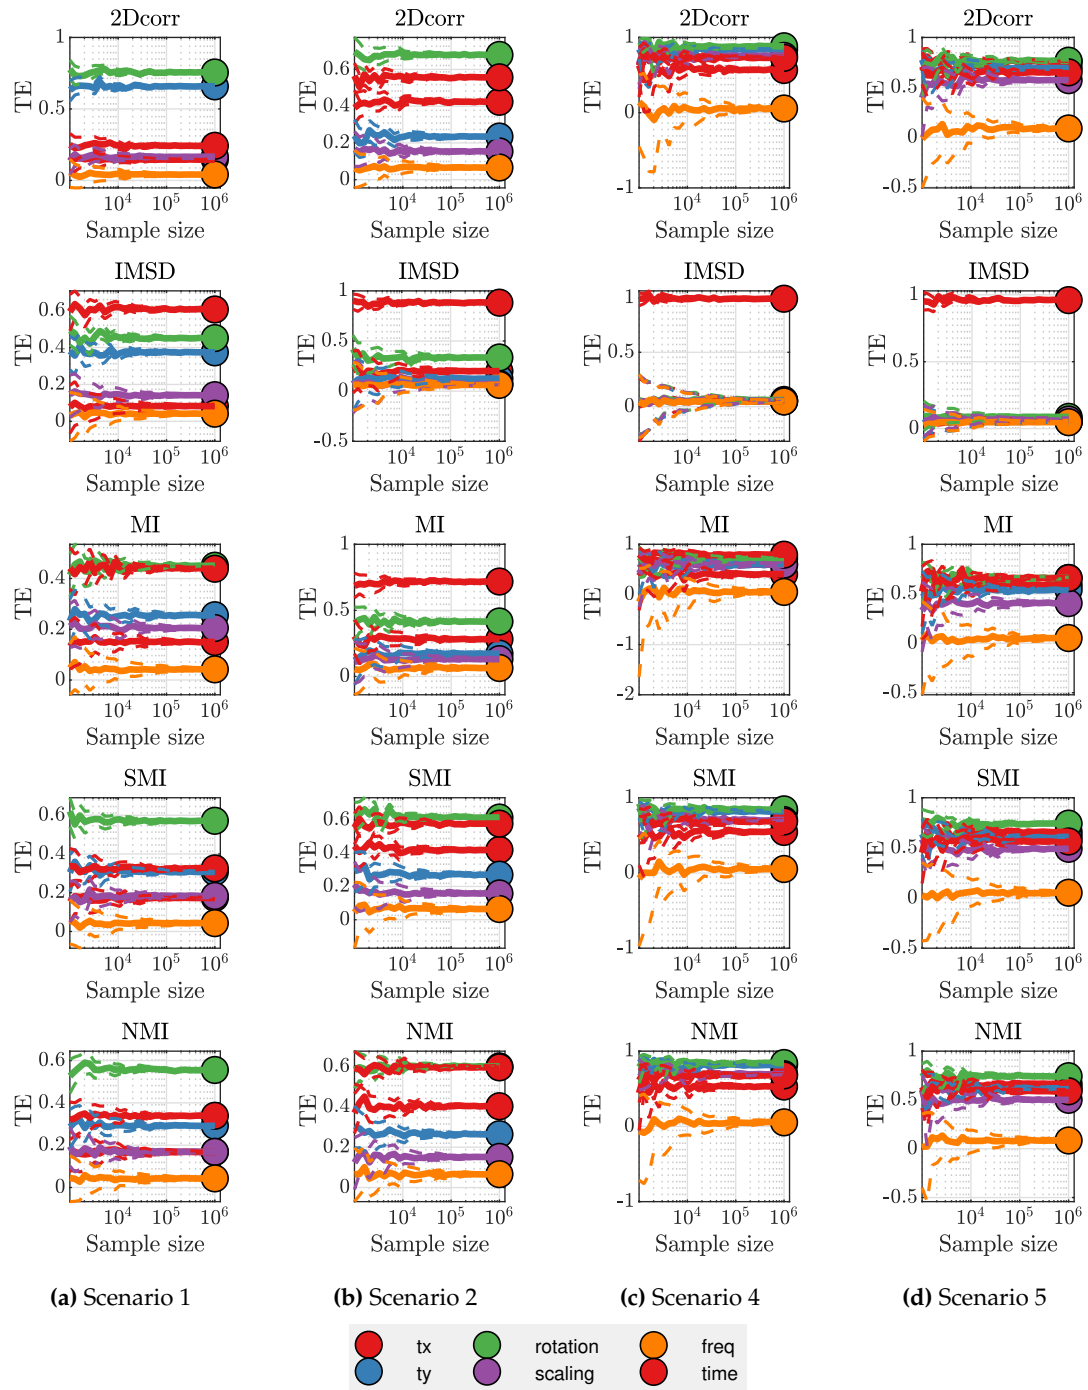 2Dcorr 2Dcorr 2Dcorr 2Dcorr
TE 1 0.5 0 10^4 10^5 10^6 Sample size
TE 0.6 0.4 0.2 0 10^4 10^5 10^6 Sample size
TE 1 0 -1 10^4 10^5 10^6 Sample size
TE 1 0.5 0 -0.5 10^4 10^5 10^6 Sample size
IMSD IMSD IMSD IMSD
TE 0.6 0.4 0.2 0 10^4 10^5 10^6 Sample size
TE 1 0.5 0 -0.5 10^4 10^5 10^6 Sample size
TE 1 0.5 0 10^4 10^5 10^6 Sample size
TE 1 0.5 0 10^4 10^5 10^6 Sample size
MI MI MI MI
TE 0.4 0.2 0 10^4 10^5 10^6 Sample size
TE 1 0.5 0 10^4 10^5 10^6 Sample size
TE 1 0 -1 -2 10^4 10^5 10^6 Sample size
TE 1 0.5 0 -0.5 10^4 10^5 10^6 Sample size
SMI SMI SMI SMI
TE 0.6 0.4 0.2 0 10^4 10^5 10^6 Sample size
TE 0.6 0.4 0.2 0 10^4 10^5 10^6 Sample size
TE 1 0 -1 10^4 10^5 10^6 Sample size
TE 1 0.5 0 -0.5 10^4 10^5 10^6 Sample size
NMI NMI NMI NMI
TE 0.6 0.4 0.2 0 10^4 10^5 10^6 Sample size
TE 0.6 0.4 0.2 0 10^4 10^5 10^6 Sample size
TE 1 0 -1 10^4 10^5 10^6 Sample size
TE 1 0.5 0 -0.5 10^4 10^5 10^6 Sample size
(a) Scenario 1 (b) Scenario 2 (c) Scenario 4 (d) Scenario 5
tx rotation freq
ty scaling time